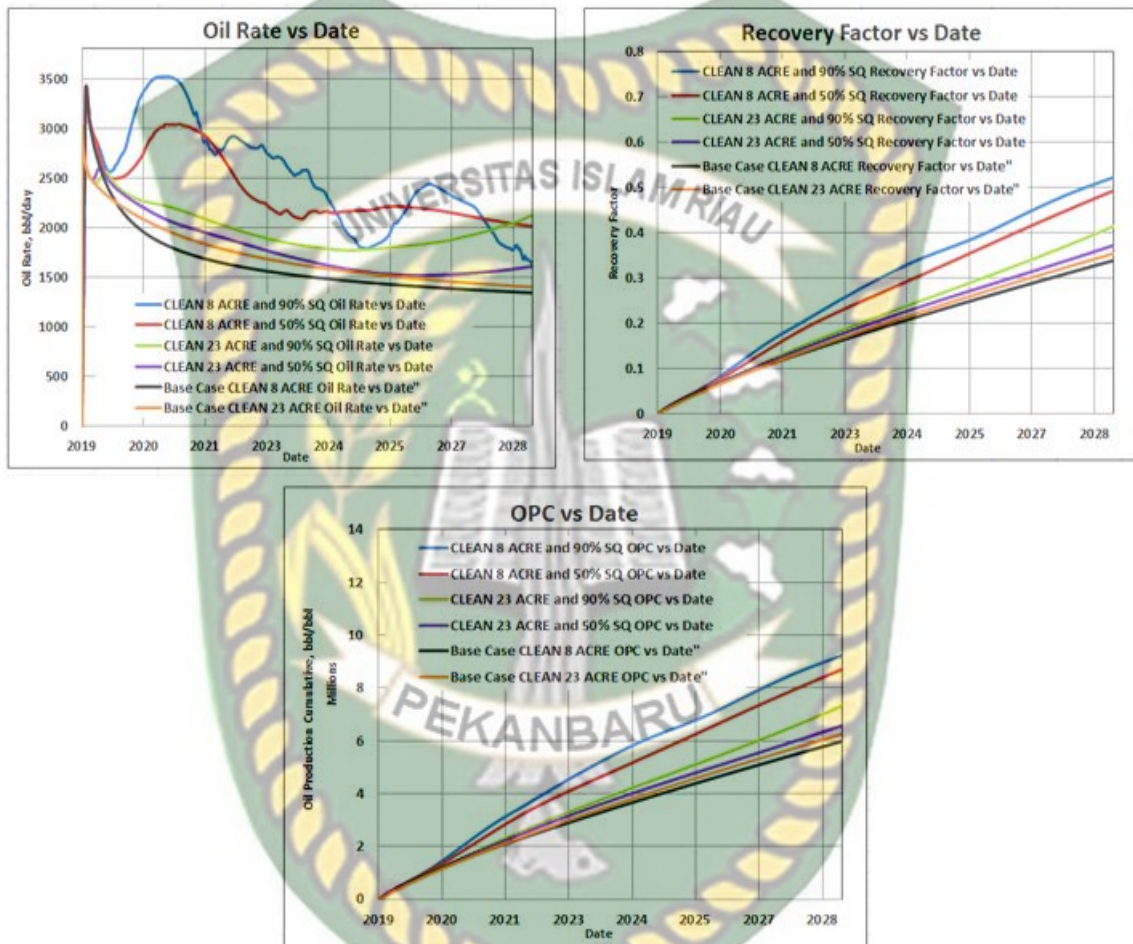 Oil Rate vs Date
Oil Rate, bbl/day
3500
3000
2500
2000
1500
1000
500
0
CLEAN 8 ACRE and 90% SQ Oil Rate vs Date
CLEAN 8 ACRE and 50% SQ Oil Rate vs Date
CLEAN 23 ACRE and 90% SQ Oil Rate vs Date
CLEAN 23 ACRE and 50% SQ Oil Rate vs Date
Base Case CLEAN 8 ACRE Oil Rate vs Date"
Base Case CLEAN 23 ACRE Oil Rate vs Date"
2019 2020 2021 2023 2024 2025 2027 2028
Date
Recovery Factor vs Date
Recovery Factor
0.8
0.7
0.6
0.5
0.4
0.3
0.2
0.1
0
CLEAN 8 ACRE and 90% SQ Recovery Factor vs Date
CLEAN 8 ACRE and 50% SQ Recovery Factor vs Date
CLEAN 23 ACRE and 90% SQ Recovery Factor vs Date
CLEAN 23 ACRE and 50% SQ Recovery Factor vs Date
Base Case CLEAN 8 ACRE Recovery Factor vs Date"
Base Case CLEAN 23 ACRE Recovery Factor vs Date"
2019 2020 2021 2023 2024 2025 2027 2028
Date
UNIVERSITAS ISLAM RIAU
OPC vs Date
Oil Production Cumulative, bbl/bbl
Millions
14
12
10
8
6
4
2
0
CLEAN 8 ACRE and 90% SQ OPC vs Date
CLEAN 8 ACRE and 50% SQ OPC vs Date
CLEAN 23 ACRE and 90% SQ OPC vs Date
CLEAN 23 ACRE and 50% SQ OPC vs Date
Base Case CLEAN 8 ACRE OPC vs Date"
Base Case CLEAN 23 ACRE OPC vs Date"
2019 2020 2021 2023 2024 2025 2027 2028
Date
PEKANBARU